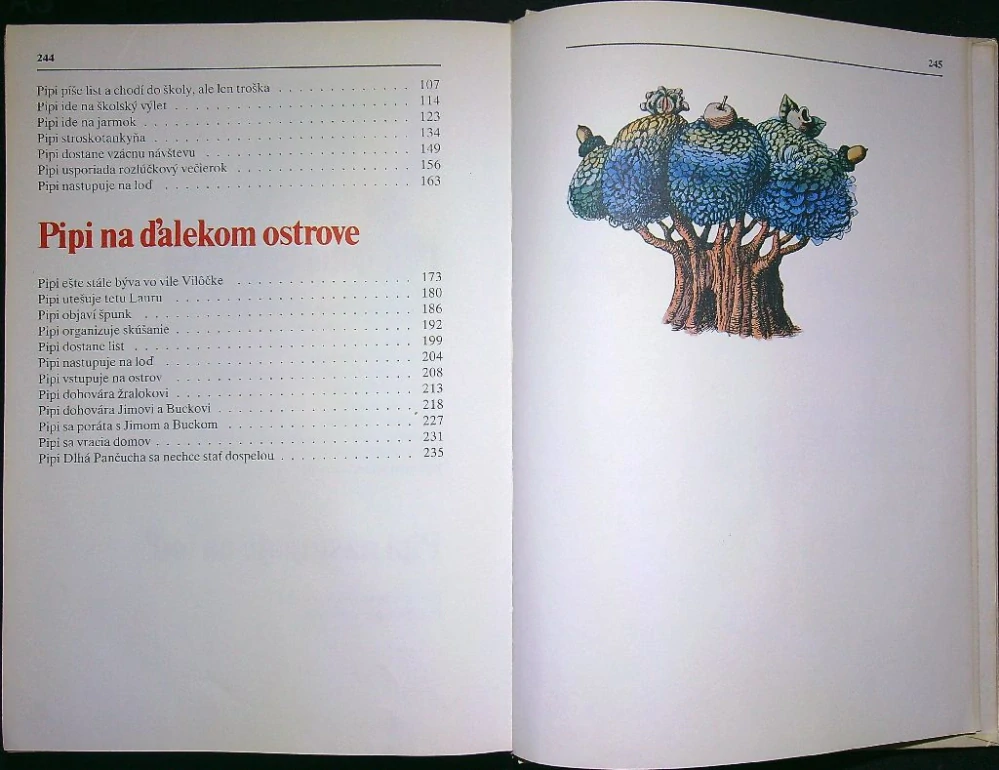 244
Pipi píše list a chodí do školy, ale len troška . . . . . . . . . . . . . 107
Pipi ide na školský výlet . . . . . . . . . . . . . . . . . . . . . . . 114
Pipi ide na jarmok . . . . . . . . . . . . . . . . . . . . . . . . . . 123
Pipi stroskotankyňa . . . . . . . . . . . . . . . . . . . . . . . . . 134
Pipi dostane vzácnu návštevu . . . . . . . . . . . . . . . . . . . . 149
Pipi usporiada rozlúčkový večierok . . . . . . . . . . . . . . . . . 156
Pipi nastupuje na loď . . . . . . . . . . . . . . . . . . . . . . . . 163
Pipi na ďalekom ostrove
Pipi ešte stále býva vo vile Vilôčke . . . . . . . . . . . . . . . . . 173
Pipi utešuje tetu Lauru . . . . . . . . . . . . . . . . . . . . . . . 180
Pipi objaví špunk . . . . . . . . . . . . . . . . . . . . . . . . . . 186
Pipi organizuje skúšanie . . . . . . . . . . . . . . . . . . . . . . 192
Pipi dostane list . . . . . . . . . . . . . . . . . . . . . . . . . . . 199
Pipi nastupuje na loď . . . . . . . . . . . . . . . . . . . . . . . . 204
Pipi vstupuje na ostrov . . . . . . . . . . . . . . . . . . . . . . . 208
Pipi dohovára žralokovi . . . . . . . . . . . . . . . . . . . . . . . 213
Pipi dohovára Jimovi a Buckovi . . . . . . . . . . . . . . . . . . . 218
Pipi sa poráta s Jimom a Buckom . . . . . . . . . . . . . . . . . . 227
Pipi sa vracia domov . . . . . . . . . . . . . . . . . . . . . . . . 231
Pipi Dlhá Pančucha sa nechce stať dospelou . . . . . . . . . . . . . 235
245